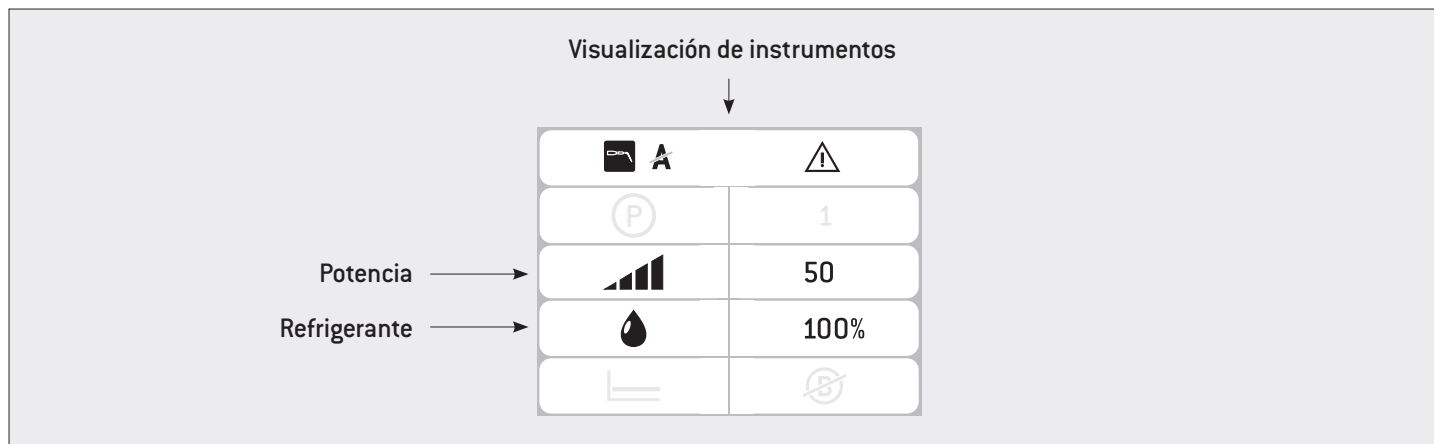 Visualización de instrumentos
A
P 1
Potencia 50
Refrigerante 100%
B